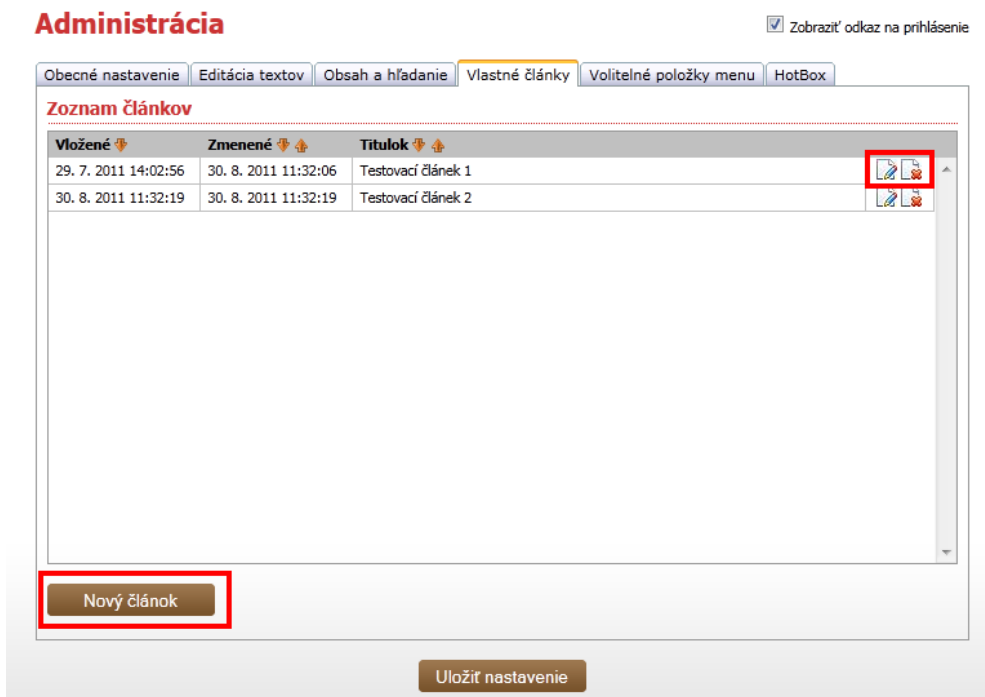 Administrácia
Zobraziť odkaz na prihlásenie
Obecné nastavenie Editácia textov Obsah a hľadanie Vlastné články Voliteľné položky menu HotBox
Zoznam článkov
Vložené Zmenené Titulok
29. 7. 2011 14:02:56 30. 8. 2011 11:32:06 Testovací článek 1
30. 8. 2011 11:32:19 30. 8. 2011 11:32:19 Testovací článek 2
Nový článok
Uložiť nastavenie